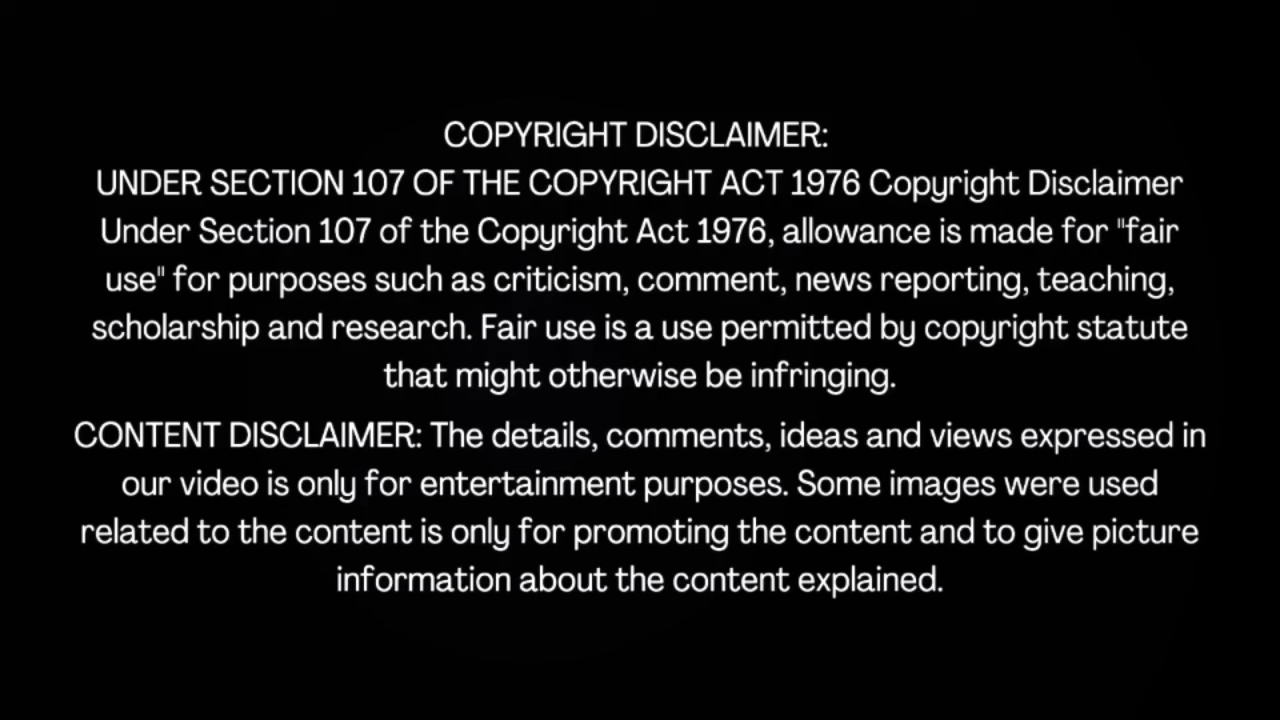 COPYRIGHT DISCLAIMER:
UNDER SECTION 107 OF THE COPYRIGHT ACT 1976 Copyright Disclaimer
Under Section 107 of the Copyright Act 1976, allowance is made for "fair
use" for purposes such as criticism, comment, news reporting, teaching,
scholarship and research. Fair use is a use permitted by copyright statute
that might otherwise be infringing.
CONTENT DISCLAIMER: The details, comments, ideas and views expressed in
our video is only for entertainment purposes. Some images were used
related to the content is only for promoting the content and to give picture
information about the content explained.